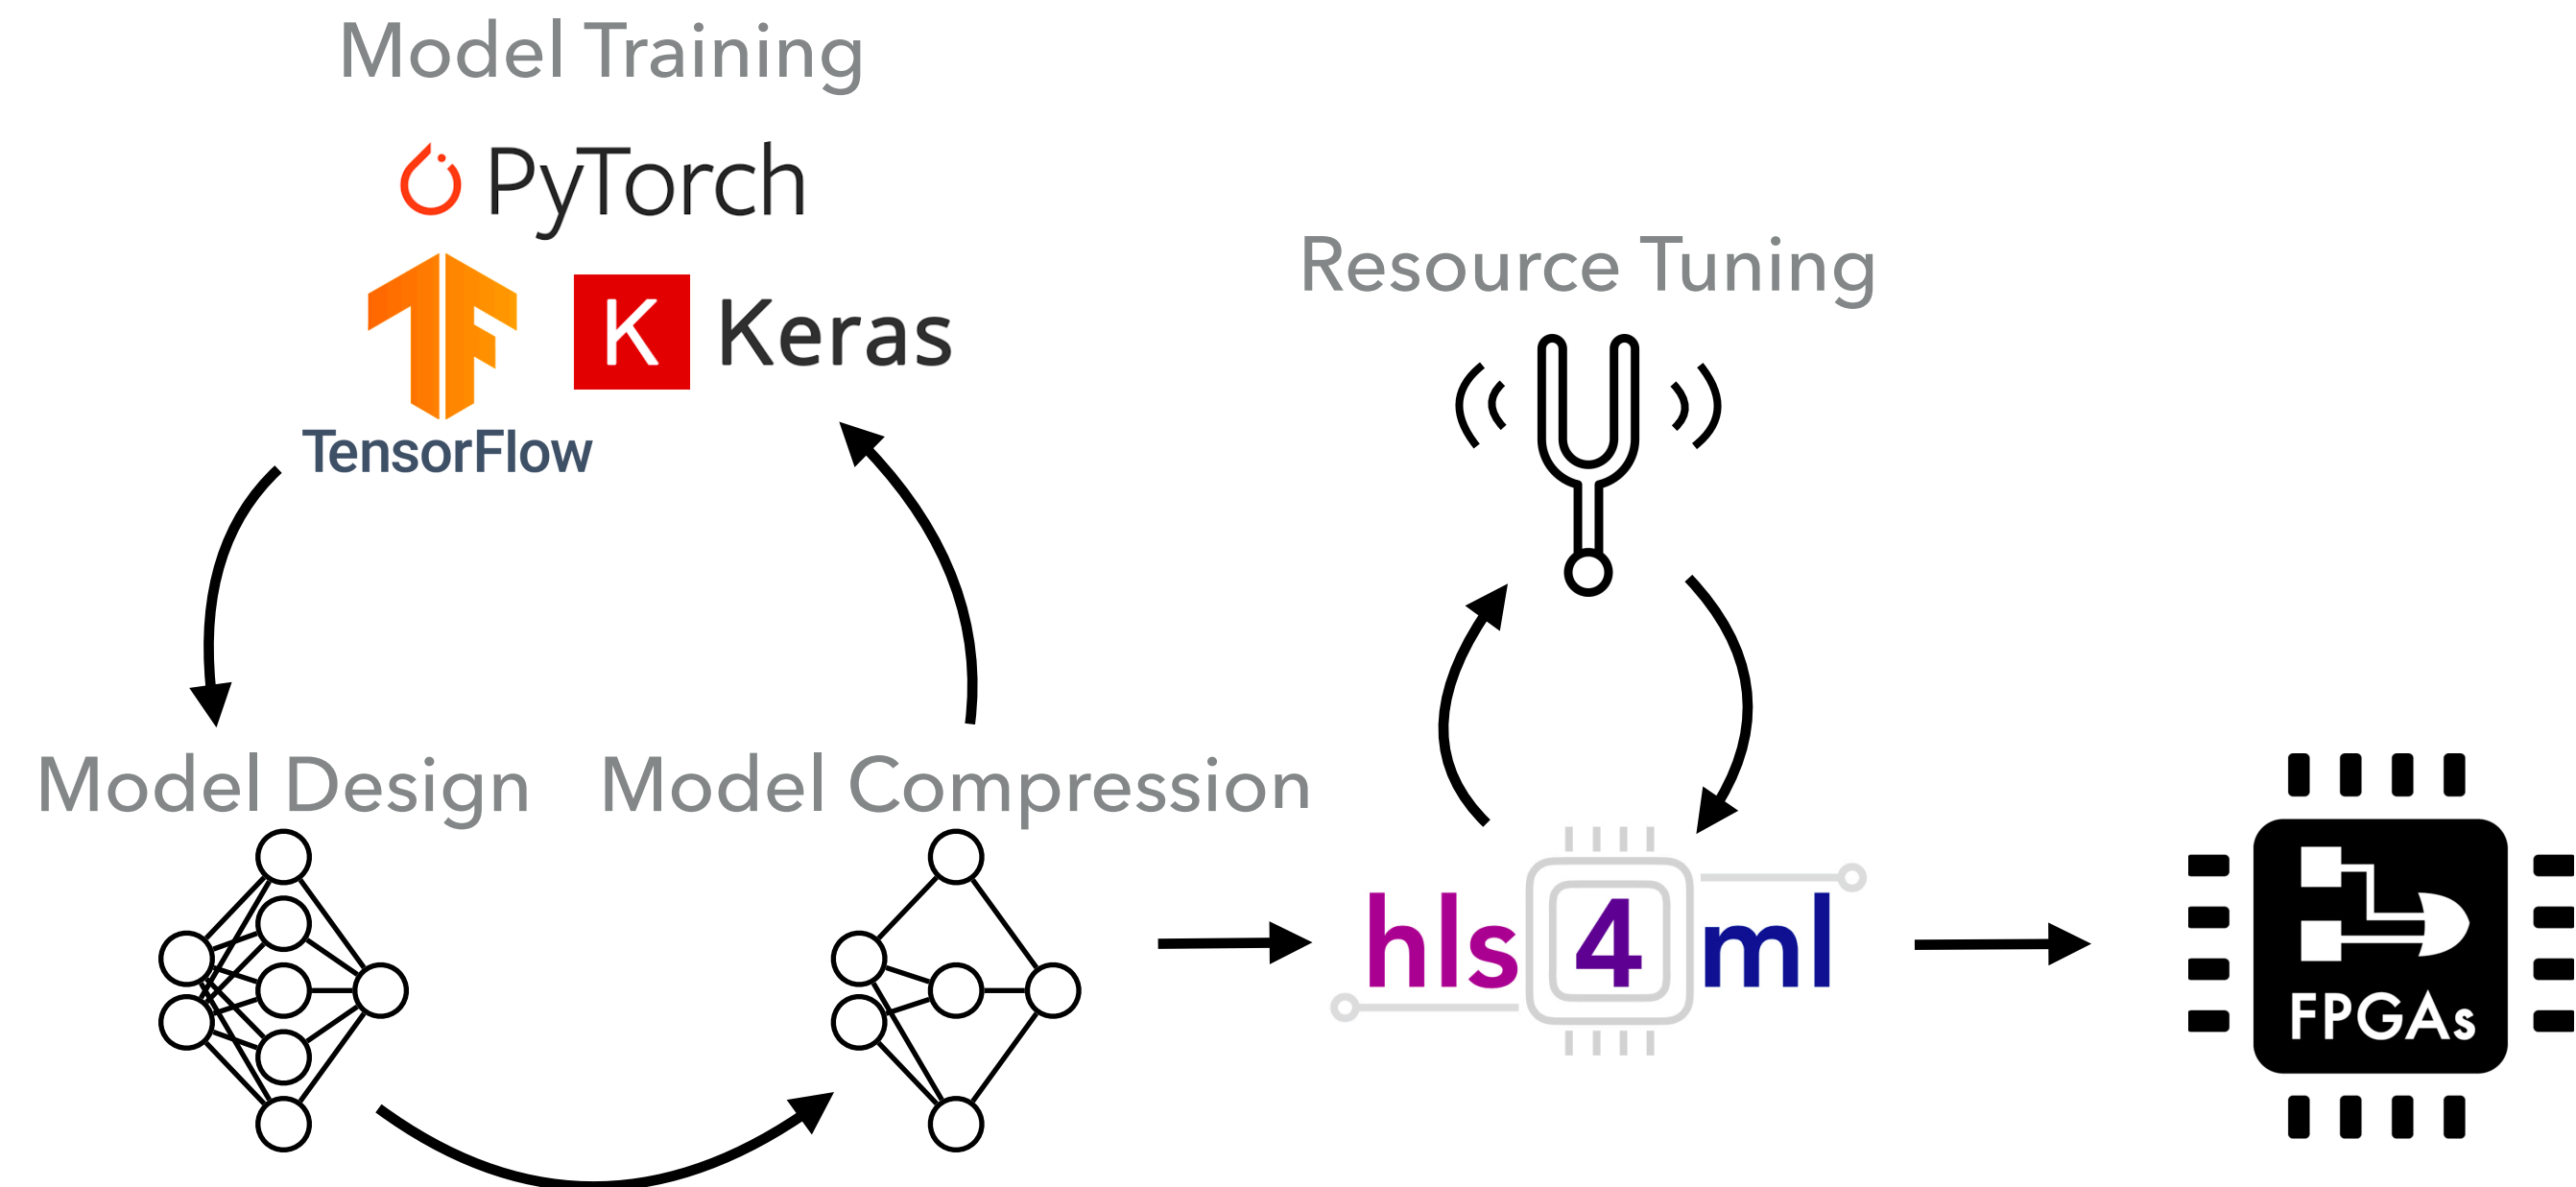 Model Training
PyTorch
K Keras
TensorFlow
Resource Tuning
Model Design
Model Compression
hls 4 ml
FPGAs